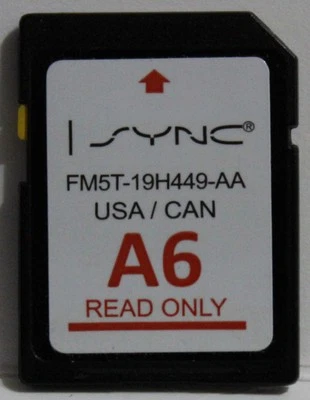 SYNC®
FM5T-19H449-AA
USA / CAN
A6
READ ONLY